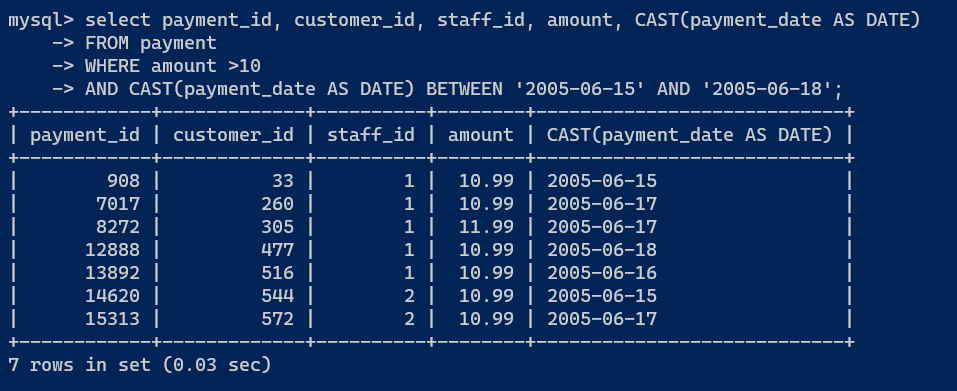 mysql> select payment_id, customer_id, staff_id, amount, CAST(payment_date AS DATE)
    -> FROM payment
    -> WHERE amount >10
    -> AND CAST(payment_date AS DATE) BETWEEN '2005-06-15' AND '2005-06-18';
+------------+-------------+----------+--------+----------------------------+
| payment_id | customer_id | staff_id | amount | CAST(payment_date AS DATE) |
+------------+-------------+----------+--------+----------------------------+
|        908 |          33 |        1 |  10.99 | 2005-06-15                 |
|       7017 |         260 |        1 |  10.99 | 2005-06-17                 |
|       8272 |         305 |        1 |  11.99 | 2005-06-17                 |
|      12888 |         477 |        1 |  10.99 | 2005-06-18                 |
|      13892 |         516 |        1 |  10.99 | 2005-06-16                 |
|      14620 |         544 |        2 |  10.99 | 2005-06-15                 |
|      15313 |         572 |        2 |  10.99 | 2005-06-17                 |
+------------+-------------+----------+--------+----------------------------+
7 rows in set (0.03 sec)